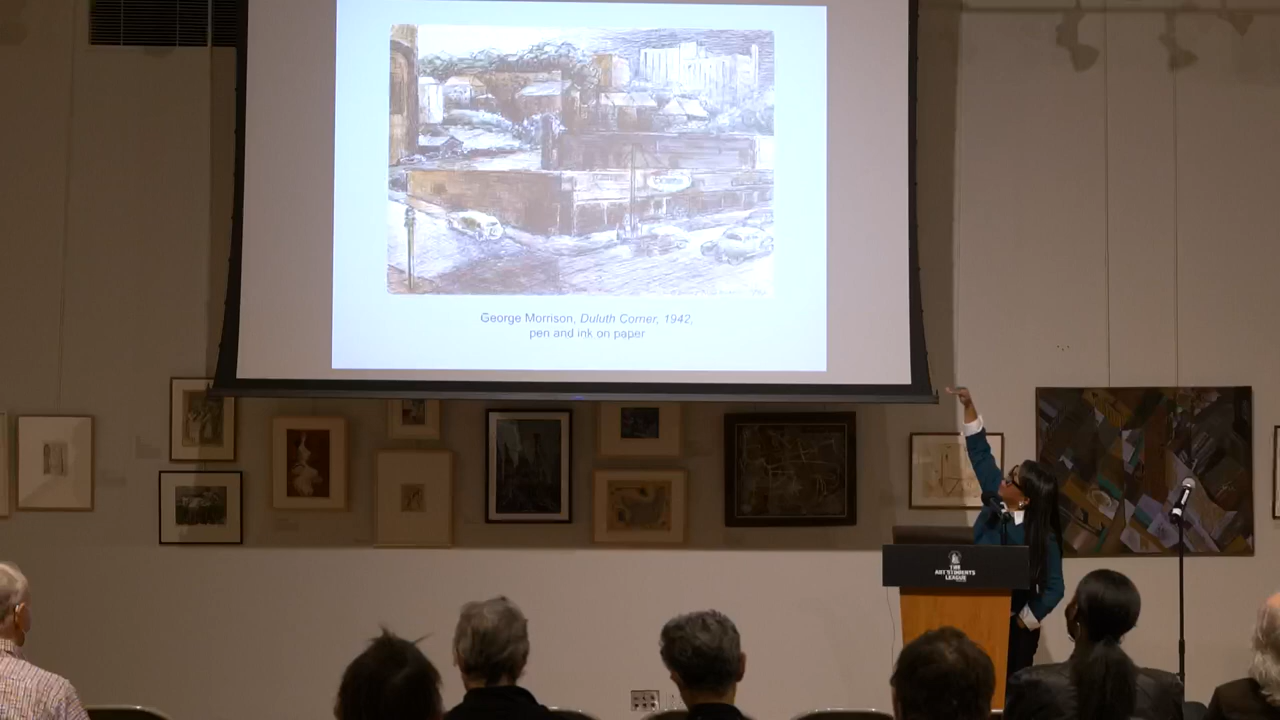 George Morrison, Duluth Corner, 1942,
pen and ink on paper
THE
ART STUDENTS
LEAGUE